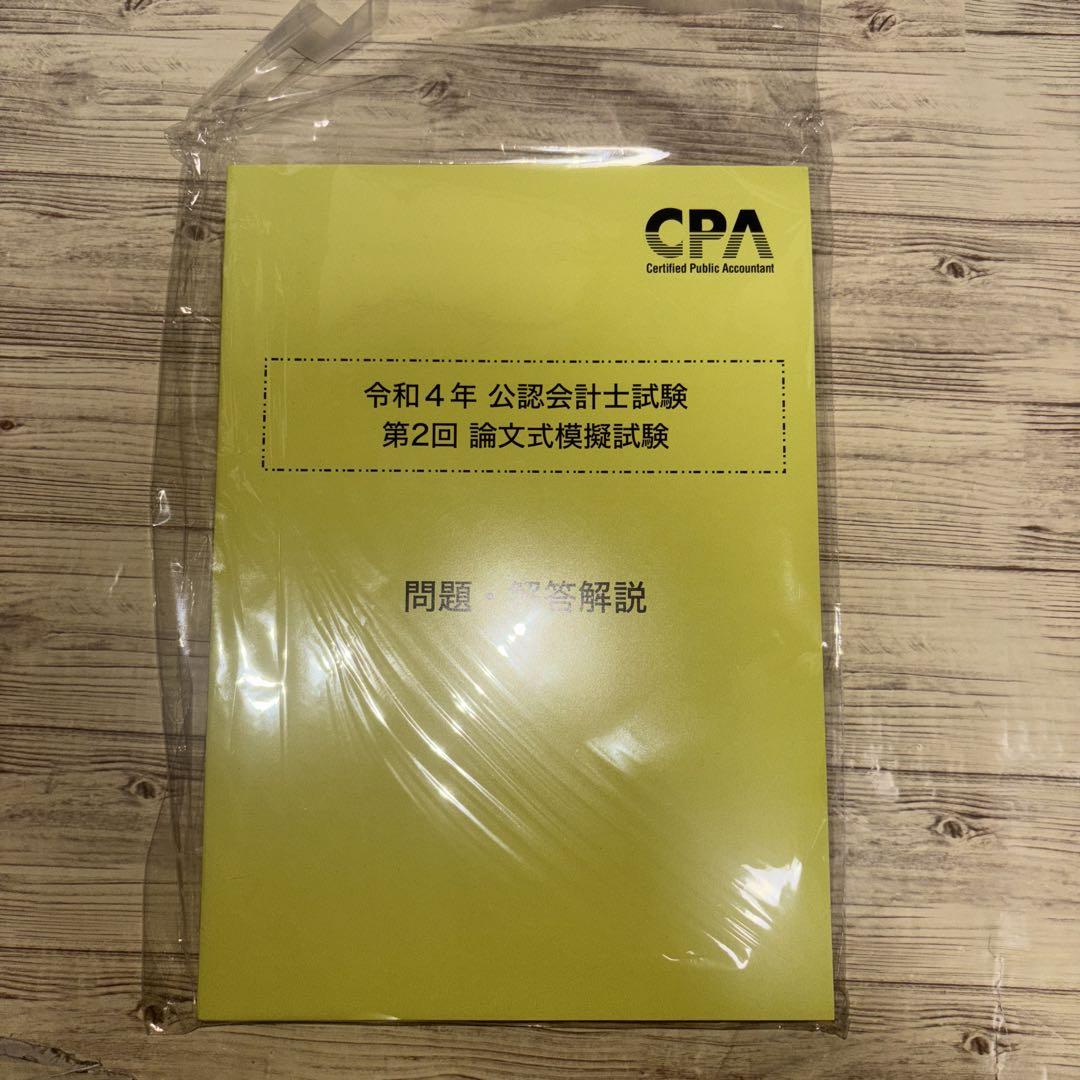 CPA
Certified Public Accountant
令和４年 公認会計士試験
第2回 論文式模擬試験
問題・解答解説